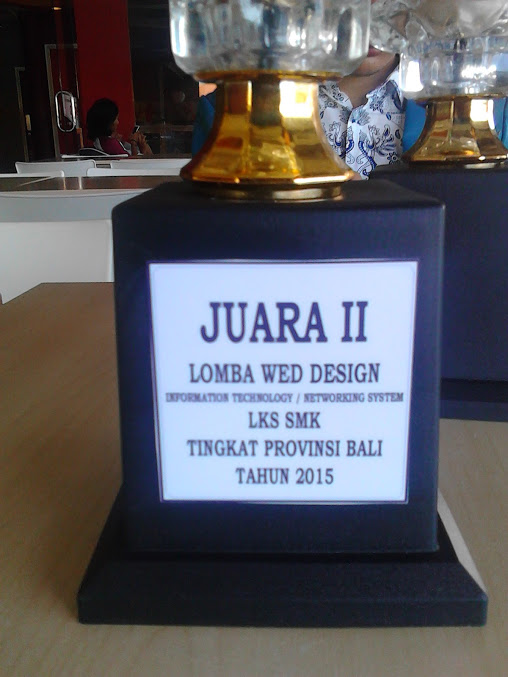 JUARA II
LOMBA WED DESIGN
INFORMATION TECHNOLOGY / NETWORKING SYSTEM
LKS SMK
TINGKAT PROVINSI BALI
TAHUN 2015